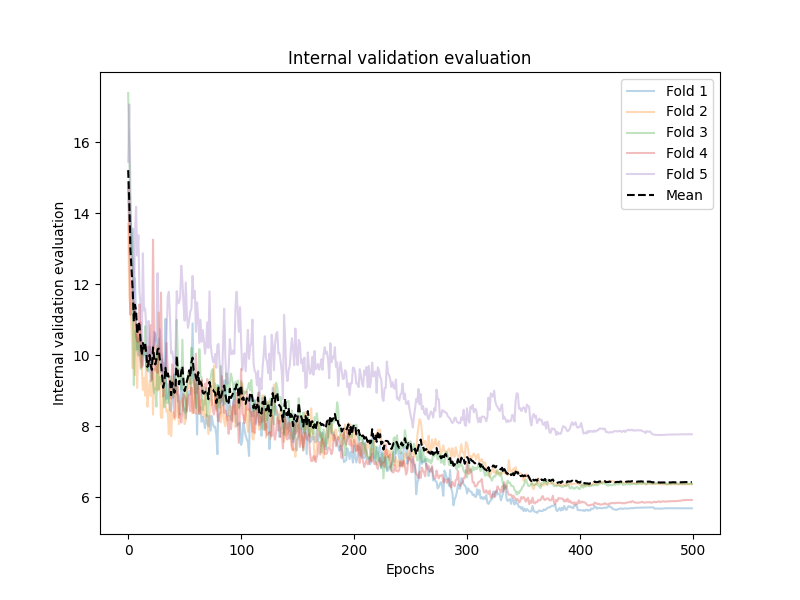 Internal validation evaluation
Fold 1
Fold 2
Fold 3
Fold 4
Fold 5
Mean
Internal validation evaluation
16
14
12
10
8
6
0 100 200 300 400 500
Epochs